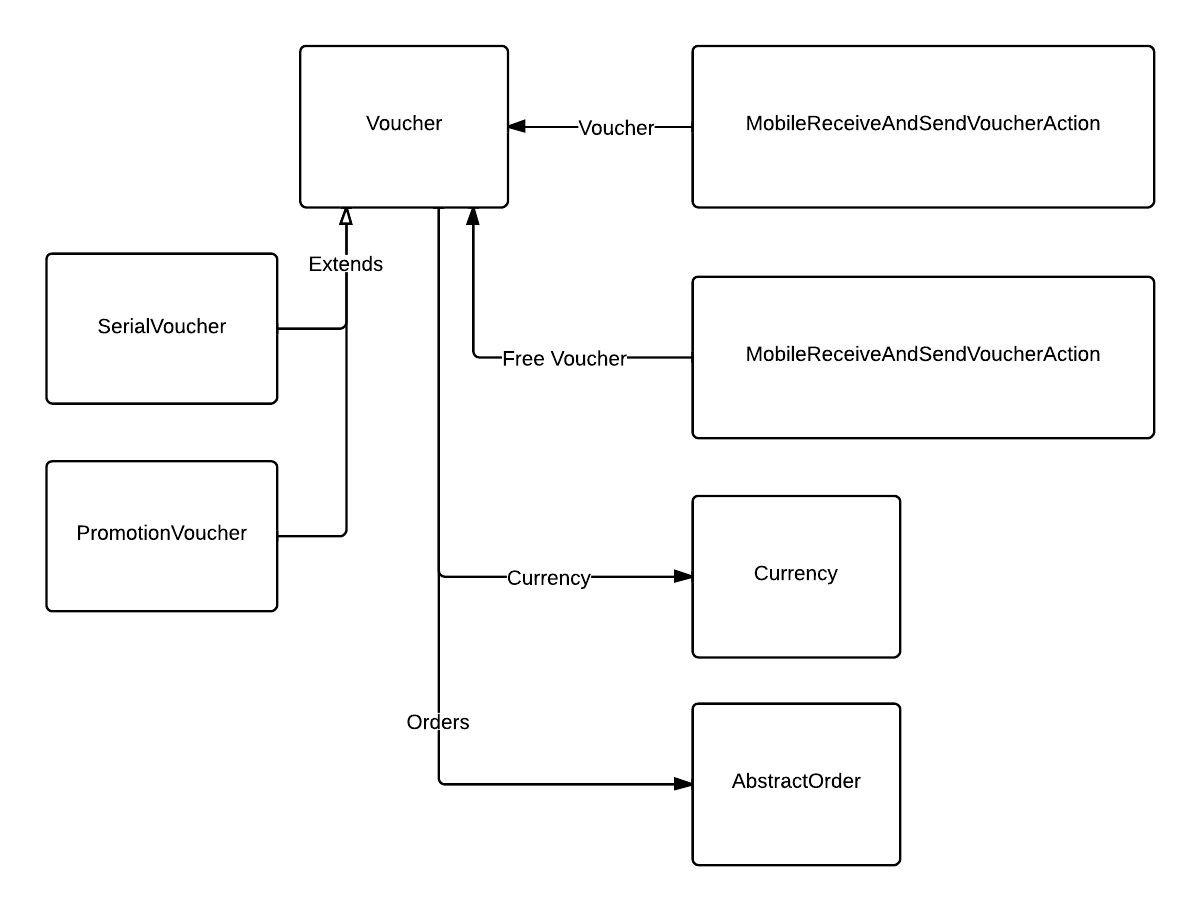 Voucher
Voucher
MobileReceiveAndSendVoucherAction
Extends
SerialVoucher
Free Voucher
MobileReceiveAndSendVoucherAction
PromotionVoucher
Currency
Currency
Orders
AbstractOrder